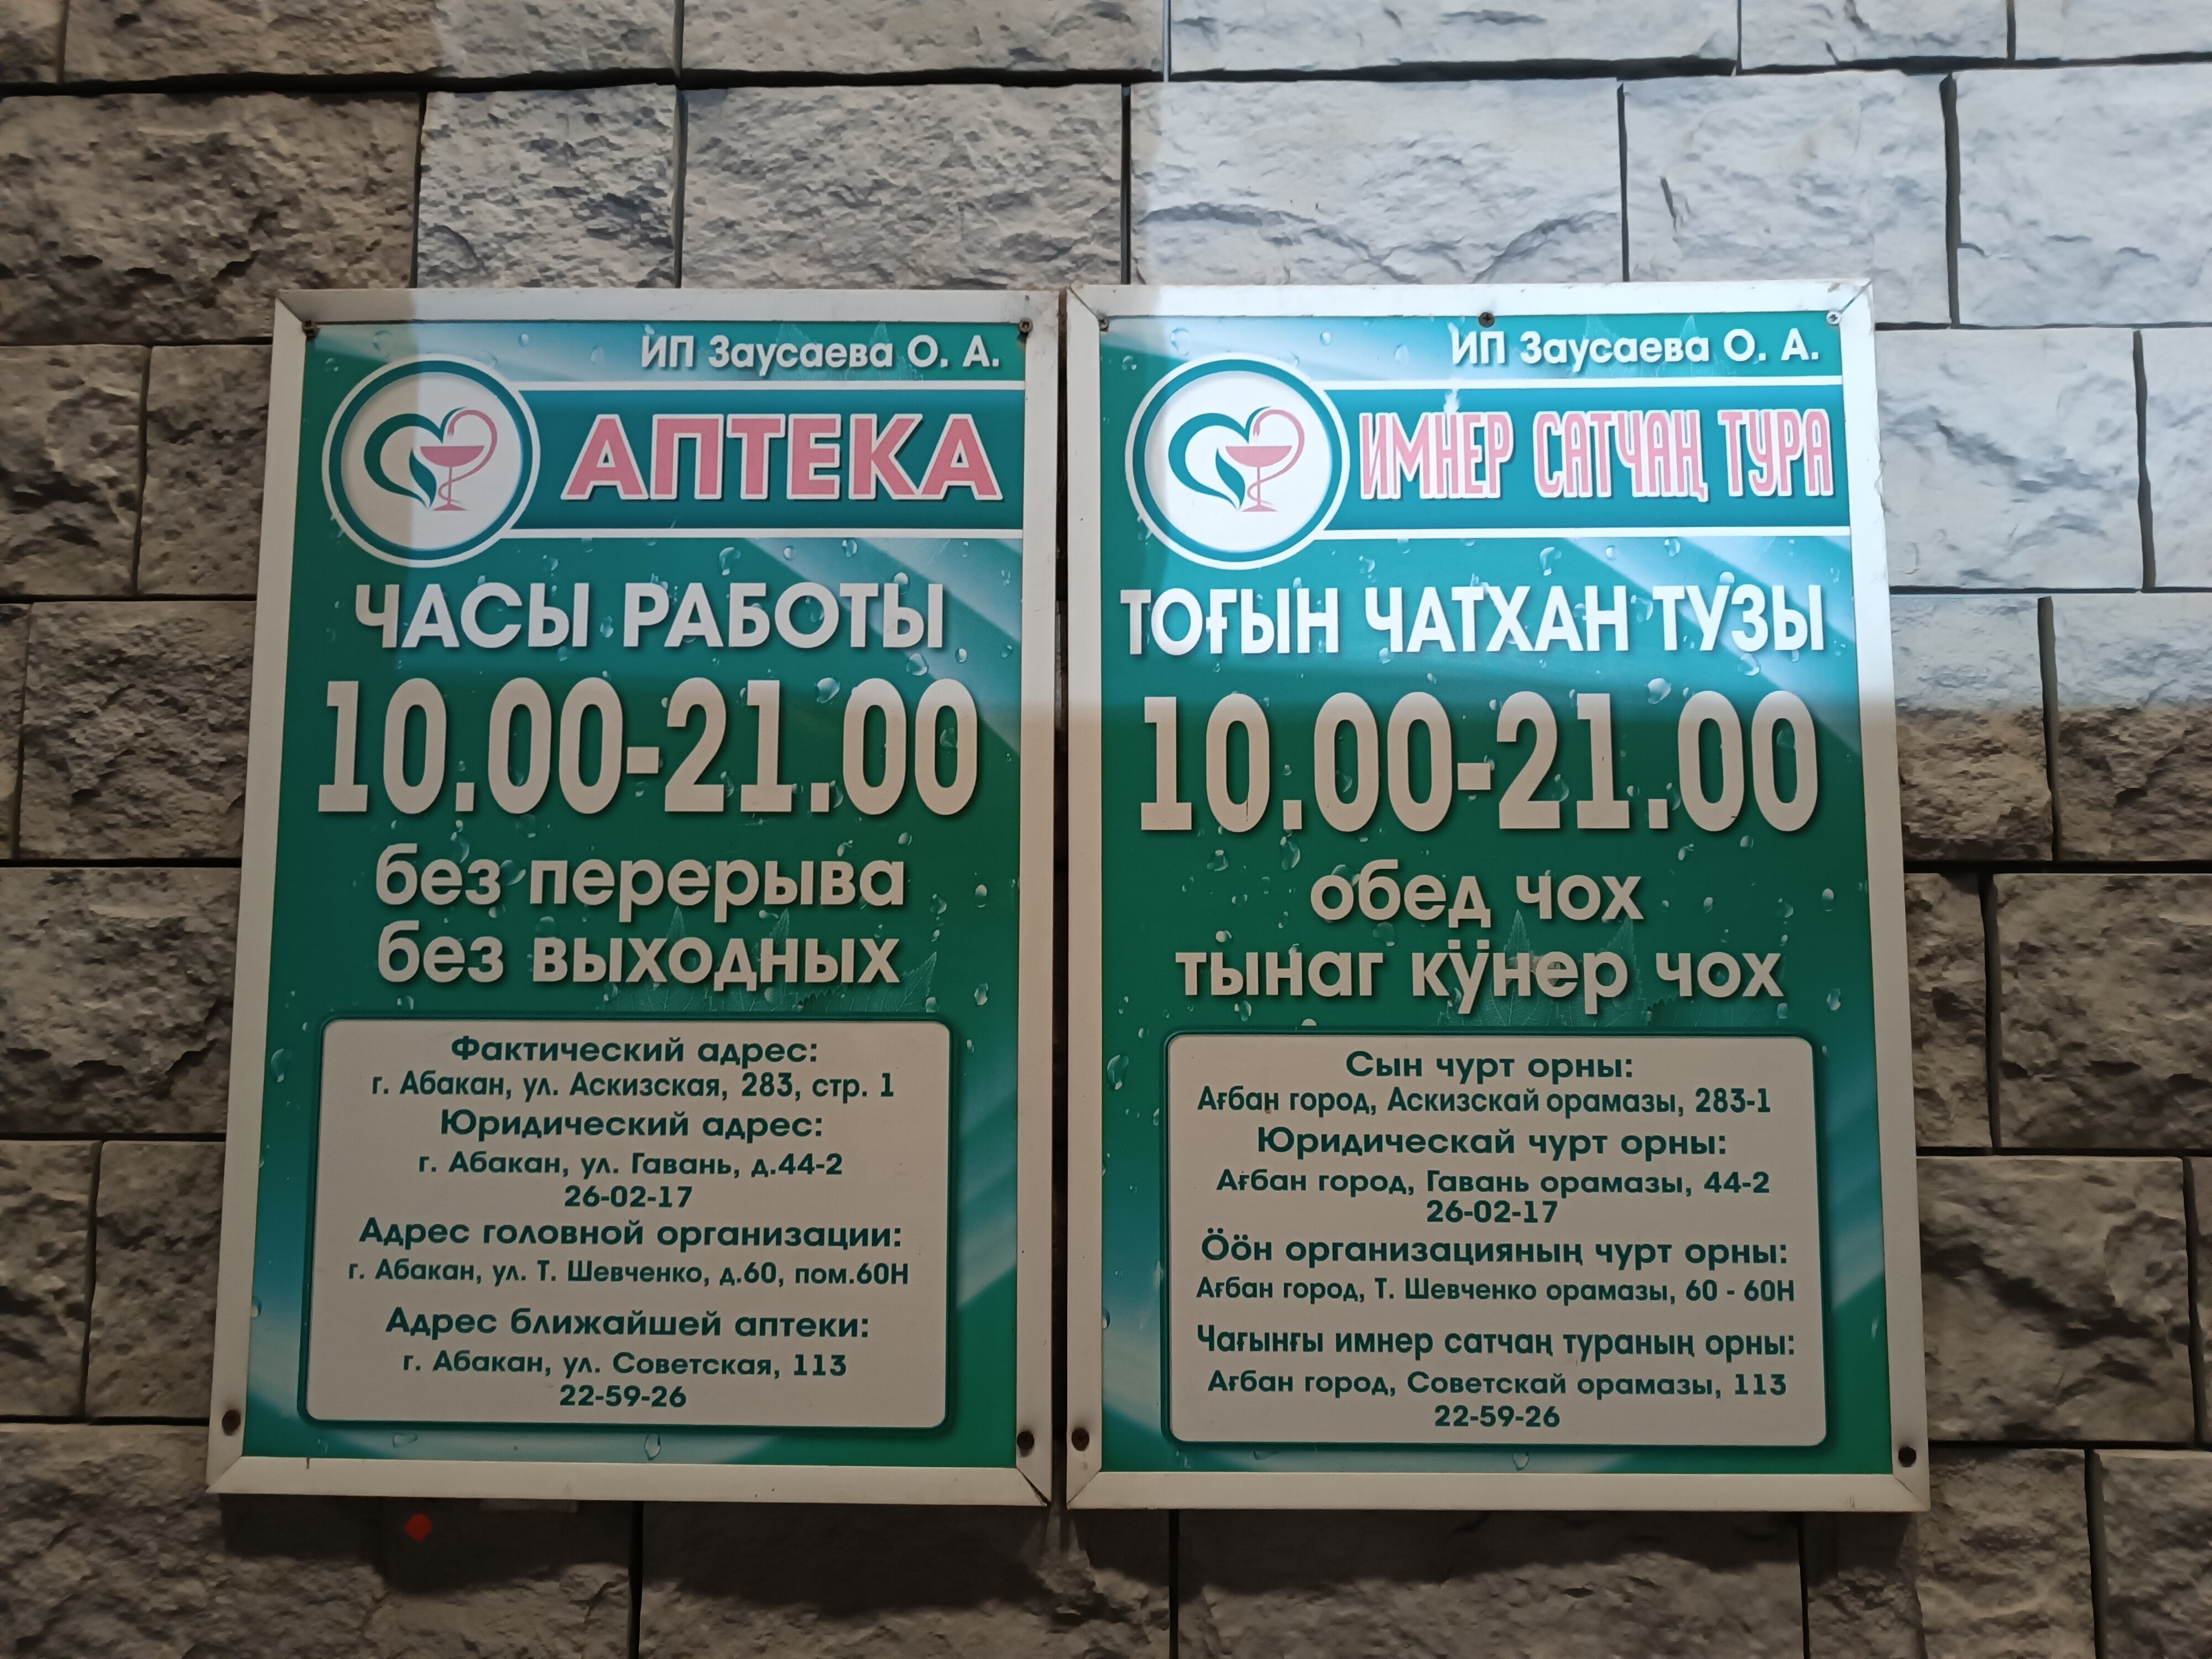 ИП Заусаева О. А.
АПТЕКА
ЧАСЫ РАБОТЫ
10.00-21.00
без перерыва
без выходных
Фактический адрес:
г. Абакан, ул. Аскизская, 283, стр. 1
Юридический адрес:
г. Абакан, ул. Гавань, д.44-2
26-02-17
Адрес головной организации:
г. Абакан, ул. Т. Шевченко, д.60, пом.60Н
Адрес ближайшей аптеки:
г. Абакан, ул. Советская, 113
22-59-26
ИП Заусаева О. А.
ИМНЕР САТЧАҢ ТУРА
ТОҒЫН ЧАТХАН ТУЗЫ
10.00-21.00
обед чох
тынаг кӱнер чох
Сын чурт орны:
Ағбан город, Аскизскай орамазы, 283-1
Юридическай чурт орны:
Ағбан город, Гавань орамазы, 44-2
26-02-17
Ӧӧн организацияның чурт орны:
Ағбан город, Т. Шевченко орамазы, 60 - 60Н
Чағынғы имнер сатчаң тураның орны:
Ағбан город, Советскай орамазы, 113
22-59-26